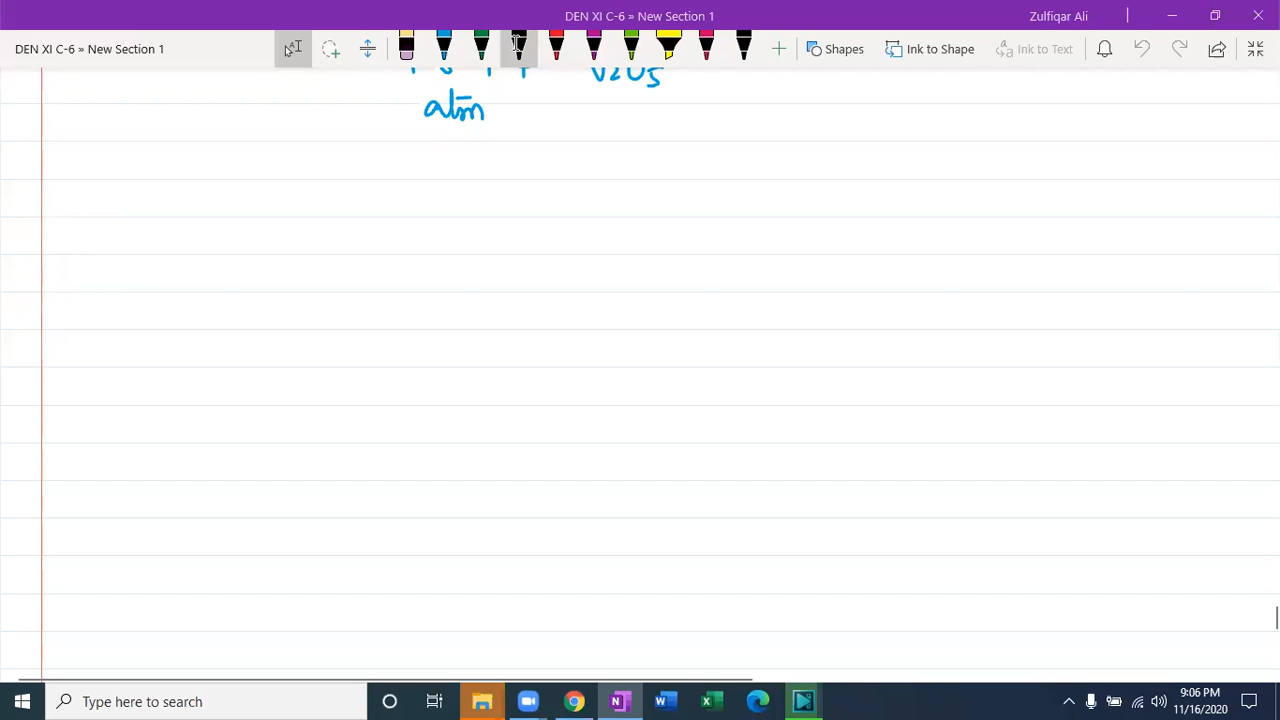 DEN XI C-6 » New Section 1
Zulfiqar Ali
DEN XI C-6 » New Section 1
Shapes
Ink to Shape
Ink to Text
V2O5
atm
Type here to search
9:06 PM
11/16/2020